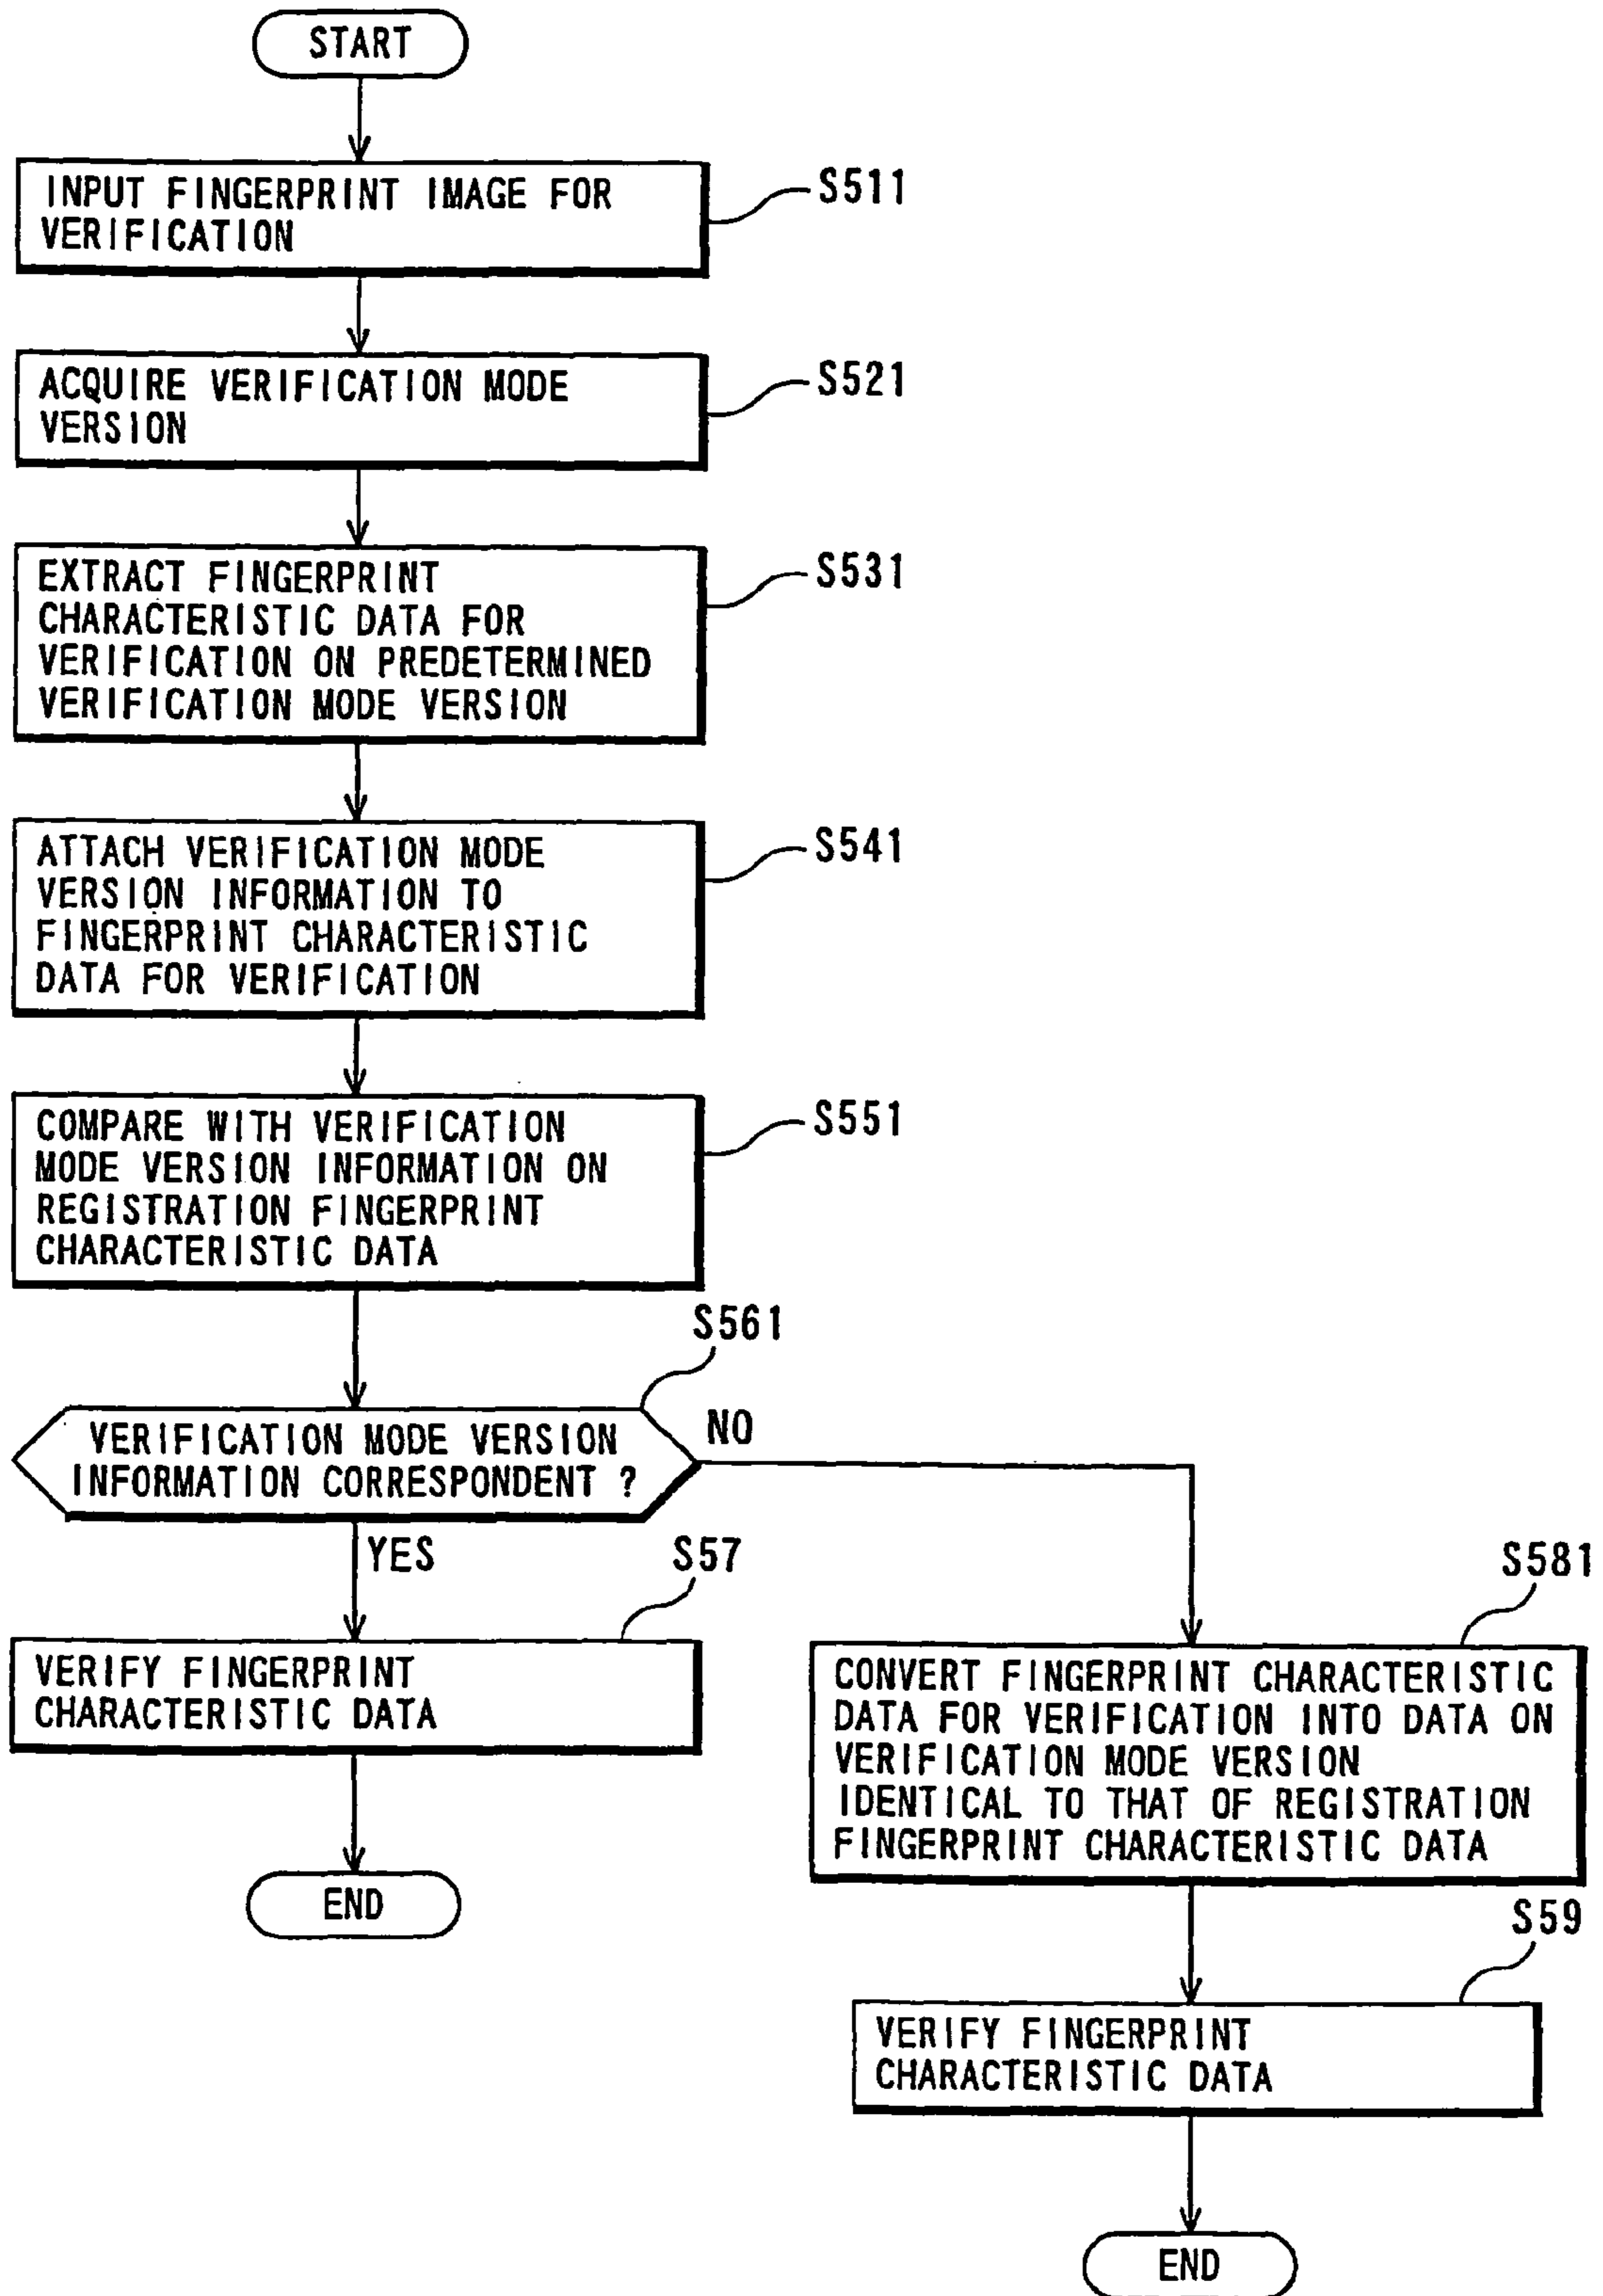 START
INPUT FINGERPRINT IMAGE FOR
VERIFICATION
S511
ACQUIRE VERIFICATION MODE
VERSION
S521
EXTRACT FINGERPRINT
CHARACTERISTIC DATA FOR
VERIFICATION ON PREDETERMINED
VERIFICATION MODE VERSION
S531
ATTACH VERIFICATION MODE
VERSION INFORMATION TO
FINGERPRINT CHARACTERISTIC
DATA FOR VERIFICATION
S541
COMPARE WITH VERIFICATION
MODE VERSION INFORMATION ON
REGISTRATION FINGERPRINT
CHARACTERISTIC DATA
S551
S561
VERIFICATION MODE VERSION
INFORMATION CORRESPONDENT ?
NO
YES
S57
VERIFY FINGERPRINT
CHARACTERISTIC DATA
END
S581
CONVERT FINGERPRINT CHARACTERISTIC
DATA FOR VERIFICATION INTO DATA ON
VERIFICATION MODE VERSION
IDENTICAL TO THAT OF REGISTRATION
FINGERPRINT CHARACTERISTIC DATA
S59
VERIFY FINGERPRINT
CHARACTERISTIC DATA
END